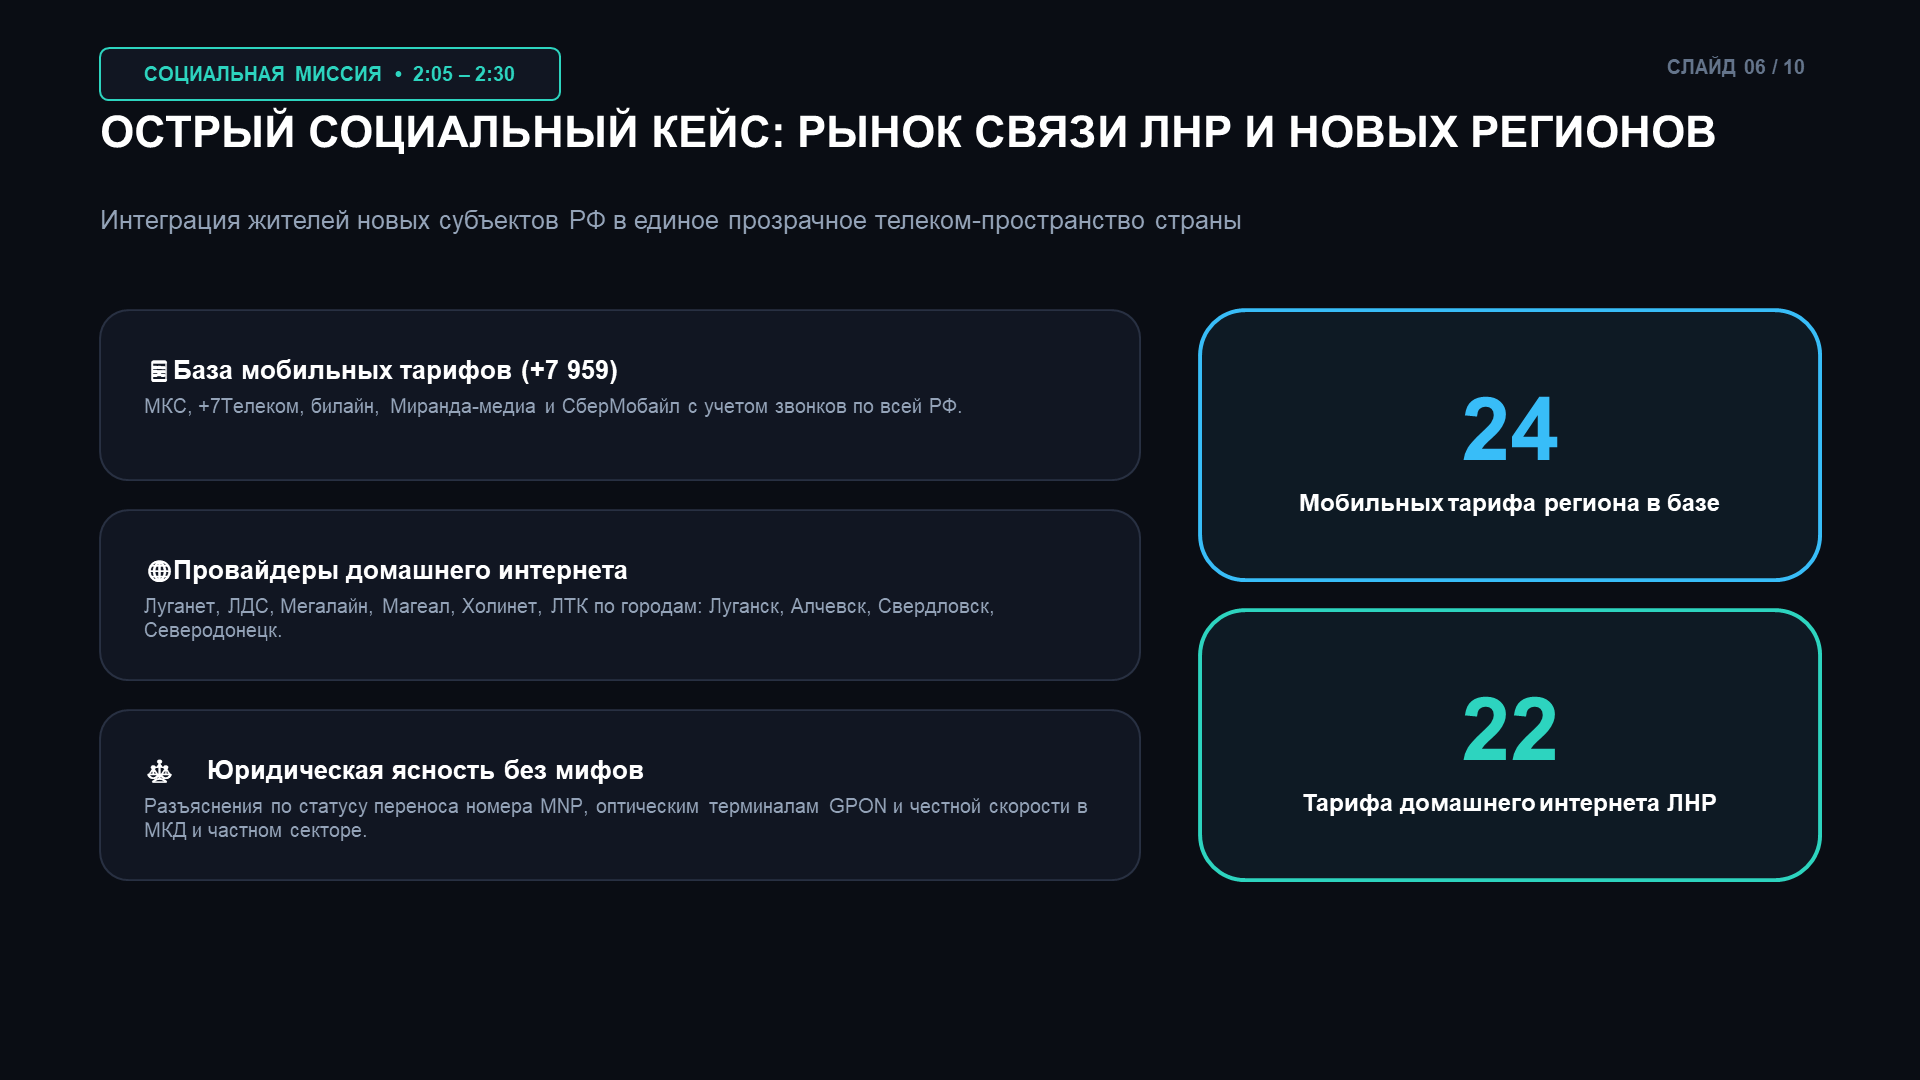 СОЦИАЛЬНАЯ МИССИЯ • 2:05 – 2:30
СЛАЙД 06 / 10
ОСТРЫЙ СОЦИАЛЬНЫЙ КЕЙС: РЫНОК СВЯЗИ ЛНР И НОВЫХ РЕГИОНОВ
Интеграция жителей новых субъектов РФ в единое прозрачное телеком-пространство страны
База мобильных тарифов (+7 959)
МКС, +7Телеком, билайн, Миранда-медиа и СберМобайл с учетом звонков по всей РФ.
Провайдеры домашнего интернета
Луганет, ЛДС, Мегалайн, Магеал, Холинет, ЛТК по городам: Луганск, Алчевск, Свердловск,
Северодонецк.
Юридическая ясность без мифов
Разъяснения по статусу переноса номера MNP, оптическим терминалам GPON и честной скорости в
МКД и частном секторе.
24
Мобильных тарифа региона в базе
22
Тарифа домашнего интернета ЛНР